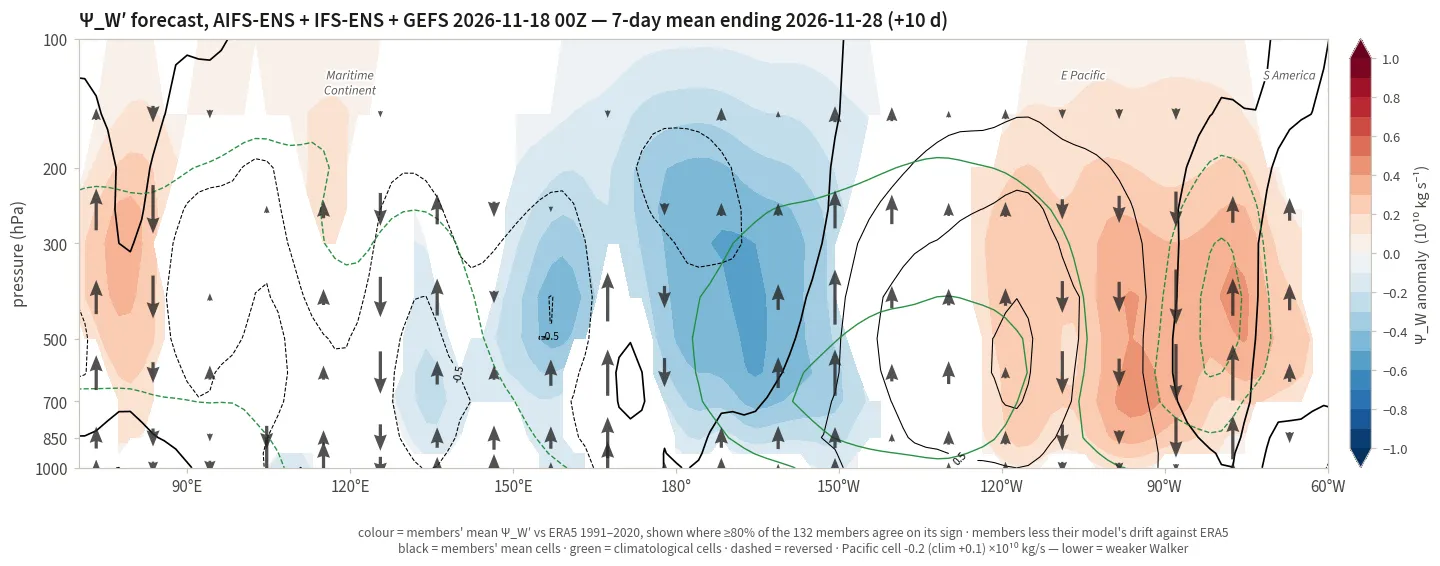 Ψ_W′ forecast, AIFS-ENS + IFS-ENS + GEFS 2026-11-18 00Z — 7-day mean ending 2026-11-28 (+10 d)
100
200
300
400
500
700
850
1000
pressure (hPa)
Maritime
Continent
E Pacific
S America
-0.5
-0.5
0.5
90°E
120°E
150°E
180°
150°W
120°W
90°W
60°W
1.0
0.8
0.6
0.4
0.2
0.0
−0.2
−0.4
−0.6
−0.8
−1.0
Ψ_W anomaly (10¹⁰ kg s⁻¹)
colour = members' mean Ψ_W′ vs ERA5 1991–2020, shown where ≥80% of the 132 members agree on its sign · members less their model's drift against ERA5
black = members' mean cells · green = climatological cells · dashed = reversed · Pacific cell -0.2 (clim +0.1) ×10¹⁰ kg/s — lower = weaker Walker